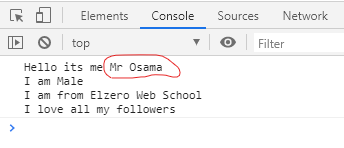 Elements Console Sources Network
top Filter
Hello its me Mr Osama
I am Male
I am from Elzero Web School
I love all my followers